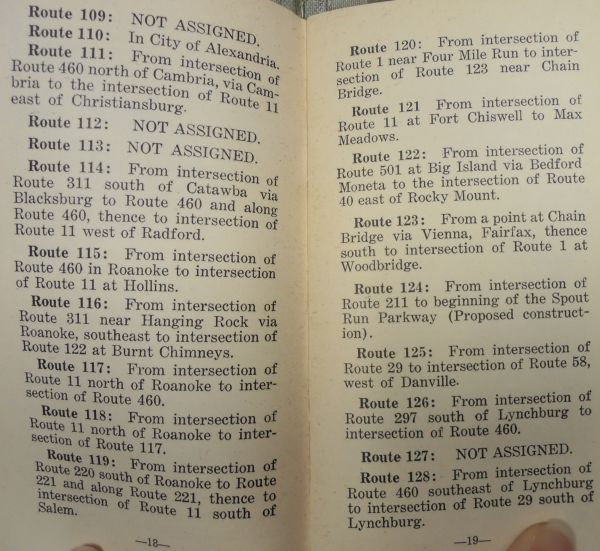 Route 109: NOT ASSIGNED.
Route 110: In City of Alexandria.
Route 111: From intersection of
Route 460 north of Cambria, via Cam-
bria to the intersection of Route 11
east of Christiansburg.
Route 112: NOT ASSIGNED.
Route 113: NOT ASSIGNED.
Route 114: From intersection of
Route 311 south of Catawba via
Blacksburg to Route 460 and along
Route 460, thence to intersection of
Route 11 west of Radford.
Route 115: From intersection of
Route 460 in Roanoke to intersection
of Route 11 at Hollins.
Route 116: From intersection of
Route 311 near Hanging Rock via
Roanoke, southeast to intersection of
Route 122 at Burnt Chimneys.
Route 117: From intersection of
Route 11 north of Roanoke to inter-
section of Route 460.
Route 118: From intersection of
Route 11 north of Roanoke to inter-
section of Route 117.
Route 119: From intersection of
Route 220 south of Roanoke to Route
221 and along Route 221, thence to
intersection of Route 11 south of
Salem.
—18—
Route 120: From intersection of
Route 1 near Four Mile Run to inter-
section of Route 123 near Chain
Bridge.
Route 121 From intersection of
Route 11 at Fort Chiswell to Max
Meadows.
Route 122: From intersection of
Route 501 at Big Island via Bedford
Moneta to the intersection of Route
40 east of Rocky Mount.
Route 123: From a point at Chain
Bridge via Vienna, Fairfax, thence
south to intersection of Route 1 at
Woodbridge.
Route 124: From intersection of
Route 211 to beginning of the Spout
Run Parkway (Proposed construct-
ion).
Route 125: From intersection of
Route 29 to intersection of Route 58,
west of Danville.
Route 126: From intersection of
Route 297 south of Lynchburg to
intersection of Route 460.
Route 127: NOT ASSIGNED.
Route 128: From intersection of
Route 460 southeast of Lynchburg
to intersection of Route 29 south of
Lynchburg.
—19—